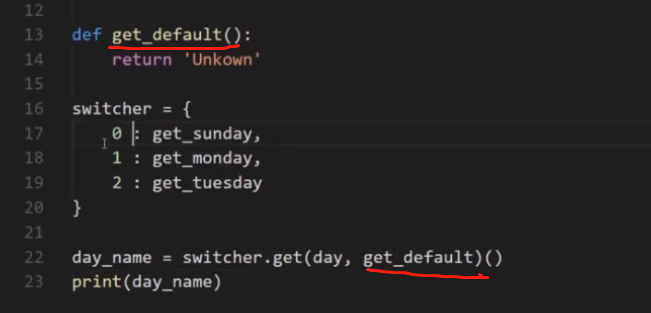 12
13 def get_default():
14     return 'Unkown'
15
16 switcher = {
17     0 : get_sunday,
18     1 : get_monday,
19     2 : get_tuesday
20 }
21
22 day_name = switcher.get(day, get_default)()
23 print(day_name)